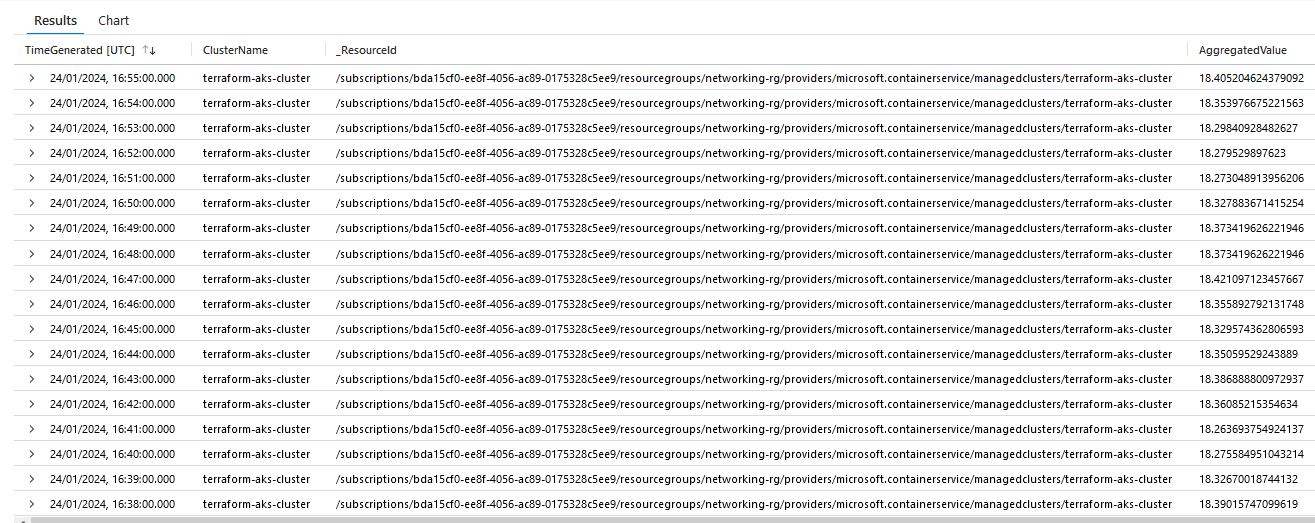 Results Chart
TimeGenerated [UTC] ↑↓ ClusterName _ResourceId AggregatedValue
24/01/2024, 16:55:00.000 terraform-aks-cluster /subscriptions/bda15cf0-ee8f-4056-ac89-0175328c5ee9/resourcegroups/networking-rg/providers/microsoft.containerservice/managedclusters/terraform-aks-cluster 18.405204624379092
24/01/2024, 16:54:00.000 terraform-aks-cluster /subscriptions/bda15cf0-ee8f-4056-ac89-0175328c5ee9/resourcegroups/networking-rg/providers/microsoft.containerservice/managedclusters/terraform-aks-cluster 18.353976675221563
24/01/2024, 16:53:00.000 terraform-aks-cluster /subscriptions/bda15cf0-ee8f-4056-ac89-0175328c5ee9/resourcegroups/networking-rg/providers/microsoft.containerservice/managedclusters/terraform-aks-cluster 18.29840928482627
24/01/2024, 16:52:00.000 terraform-aks-cluster /subscriptions/bda15cf0-ee8f-4056-ac89-0175328c5ee9/resourcegroups/networking-rg/providers/microsoft.containerservice/managedclusters/terraform-aks-cluster 18.279529897623
24/01/2024, 16:51:00.000 terraform-aks-cluster /subscriptions/bda15cf0-ee8f-4056-ac89-0175328c5ee9/resourcegroups/networking-rg/providers/microsoft.containerservice/managedclusters/terraform-aks-cluster 18.273048913956206
24/01/2024, 16:50:00.000 terraform-aks-cluster /subscriptions/bda15cf0-ee8f-4056-ac89-0175328c5ee9/resourcegroups/networking-rg/providers/microsoft.containerservice/managedclusters/terraform-aks-cluster 18.327883671415254
24/01/2024, 16:49:00.000 terraform-aks-cluster /subscriptions/bda15cf0-ee8f-4056-ac89-0175328c5ee9/resourcegroups/networking-rg/providers/microsoft.containerservice/managedclusters/terraform-aks-cluster 18.373419626221946
24/01/2024, 16:48:00.000 terraform-aks-cluster /subscriptions/bda15cf0-ee8f-4056-ac89-0175328c5ee9/resourcegroups/networking-rg/providers/microsoft.containerservice/managedclusters/terraform-aks-cluster 18.373419626221946
24/01/2024, 16:47:00.000 terraform-aks-cluster /subscriptions/bda15cf0-ee8f-4056-ac89-0175328c5ee9/resourcegroups/networking-rg/providers/microsoft.containerservice/managedclusters/terraform-aks-cluster 18.421097123457667
24/01/2024, 16:46:00.000 terraform-aks-cluster /subscriptions/bda15cf0-ee8f-4056-ac89-0175328c5ee9/resourcegroups/networking-rg/providers/microsoft.containerservice/managedclusters/terraform-aks-cluster 18.355892792131748
24/01/2024, 16:45:00.000 terraform-aks-cluster /subscriptions/bda15cf0-ee8f-4056-ac89-0175328c5ee9/resourcegroups/networking-rg/providers/microsoft.containerservice/managedclusters/terraform-aks-cluster 18.329574362806593
24/01/2024, 16:44:00.000 terraform-aks-cluster /subscriptions/bda15cf0-ee8f-4056-ac89-0175328c5ee9/resourcegroups/networking-rg/providers/microsoft.containerservice/managedclusters/terraform-aks-cluster 18.35059529243889
24/01/2024, 16:43:00.000 terraform-aks-cluster /subscriptions/bda15cf0-ee8f-4056-ac89-0175328c5ee9/resourcegroups/networking-rg/providers/microsoft.containerservice/managedclusters/terraform-aks-cluster 18.386888800972937
24/01/2024, 16:42:00.000 terraform-aks-cluster /subscriptions/bda15cf0-ee8f-4056-ac89-0175328c5ee9/resourcegroups/networking-rg/providers/microsoft.containerservice/managedclusters/terraform-aks-cluster 18.36085215354634
24/01/2024, 16:41:00.000 terraform-aks-cluster /subscriptions/bda15cf0-ee8f-4056-ac89-0175328c5ee9/resourcegroups/networking-rg/providers/microsoft.containerservice/managedclusters/terraform-aks-cluster 18.263693754924137
24/01/2024, 16:40:00.000 terraform-aks-cluster /subscriptions/bda15cf0-ee8f-4056-ac89-0175328c5ee9/resourcegroups/networking-rg/providers/microsoft.containerservice/managedclusters/terraform-aks-cluster 18.275584951043214
24/01/2024, 16:39:00.000 terraform-aks-cluster /subscriptions/bda15cf0-ee8f-4056-ac89-0175328c5ee9/resourcegroups/networking-rg/providers/microsoft.containerservice/managedclusters/terraform-aks-cluster 18.32670018744132
24/01/2024, 16:38:00.000 terraform-aks-cluster /subscriptions/bda15cf0-ee8f-4056-ac89-0175328c5ee9/resourcegroups/networking-rg/providers/microsoft.containerservice/managedclusters/terraform-aks-cluster 18.39015747099619